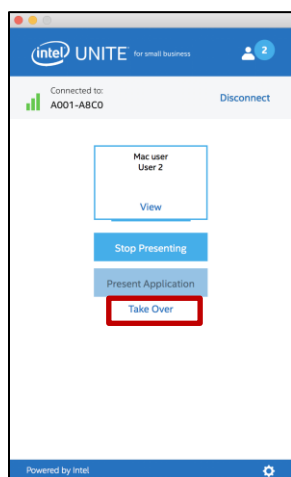 intel UNITE for small business
2
Connected to:
A001-A8C0
Disconnect
Mac user
User 2
View
Stop Presenting
Present Application
Take Over
Powered by Intel